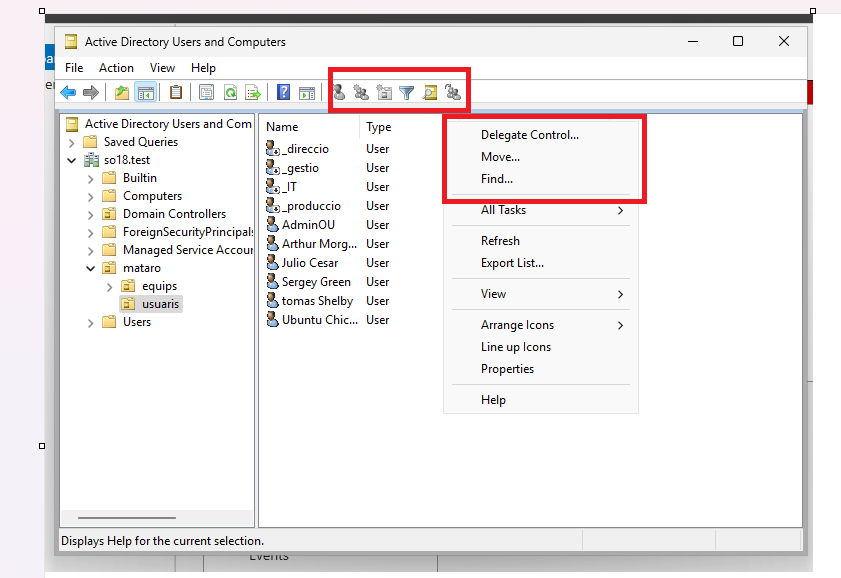 Active Directory Users and Computers
File Action View Help
Active Directory Users and Com
Saved Queries
so18.test
Builtin
Computers
Domain Controllers
ForeignSecurityPrincipals
Managed Service Accour
mataro
equips
usuaris
Users
Name Type
_direccio User
_gestio User
_IT User
_produccio User
AdminOU User
Arthur Morg... User
Julio Cesar User
Sergey Green User
tomas Shelby User
Ubuntu Chic... User
Delegate Control...
Move...
Find...
All Tasks
Refresh
Export List...
View
Arrange Icons
Line up Icons
Properties
Help
Displays Help for the current selection.
Events